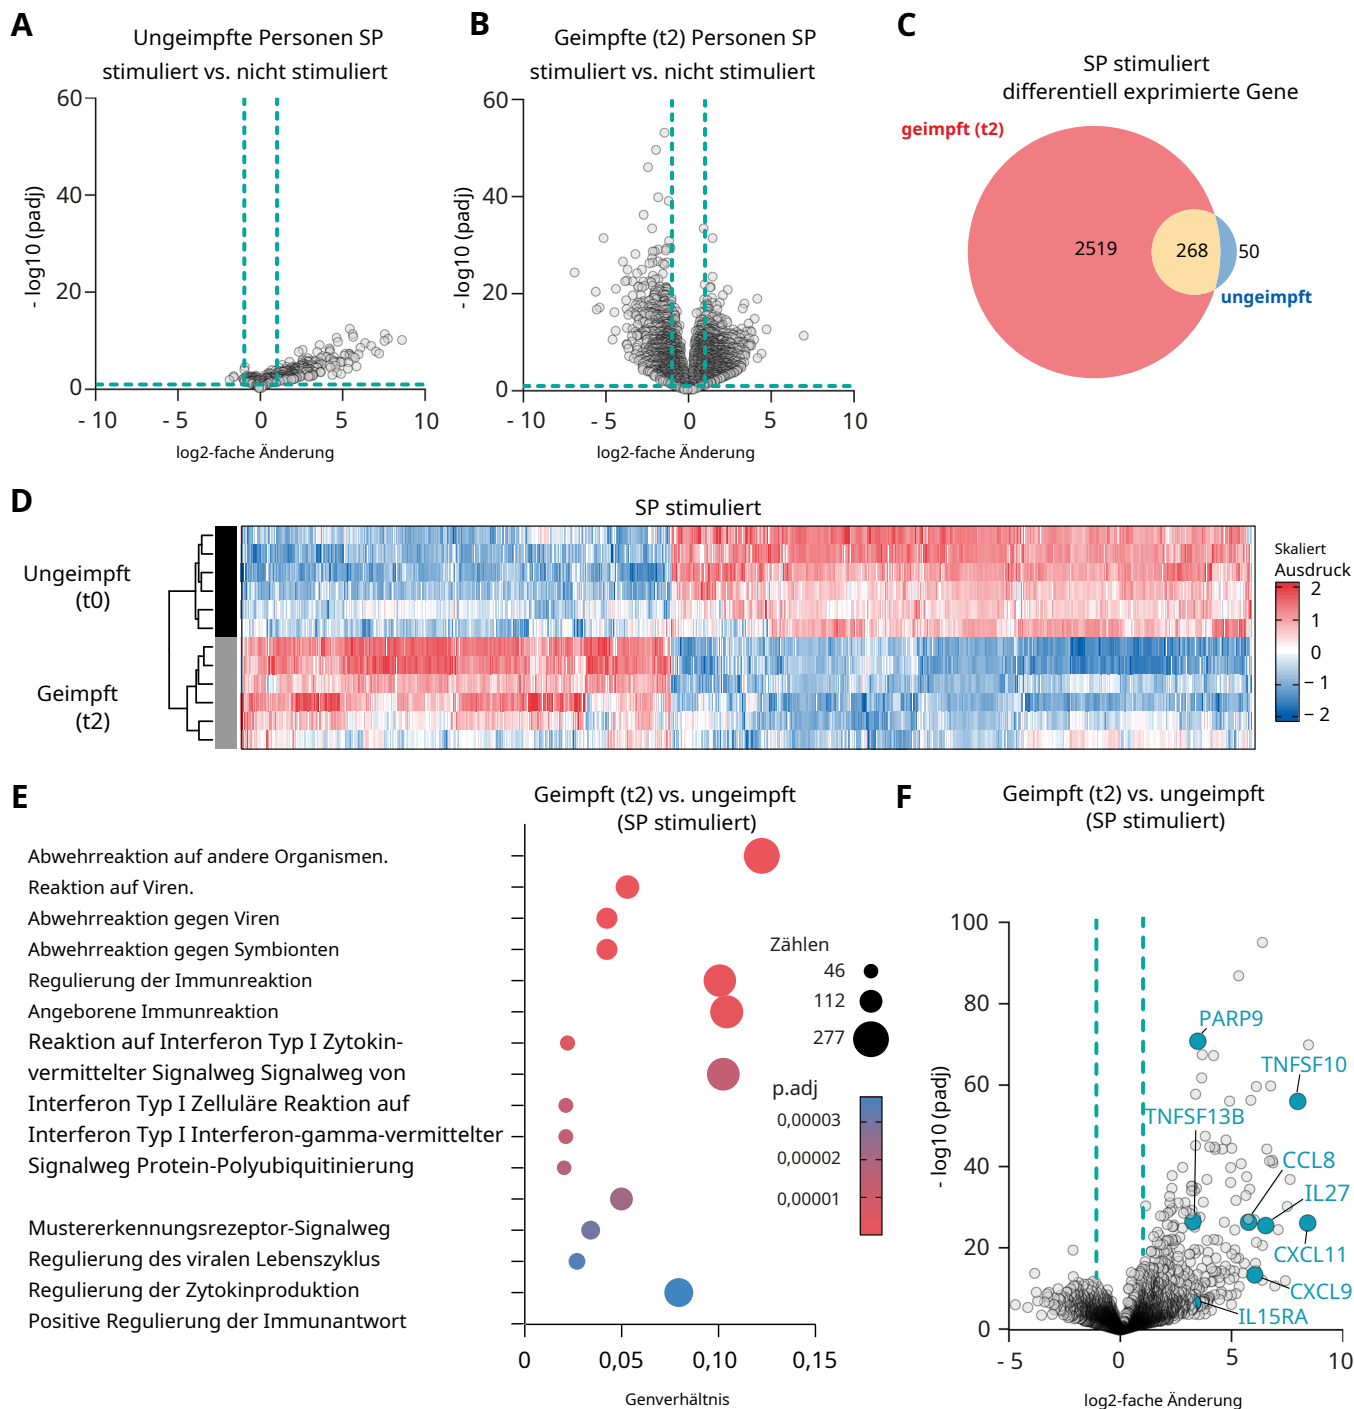 A
Ungeimpfte Personen SP
stimuliert vs. nicht stimuliert
60
40
20
0
- log10 (padj)
- 10
- 5
0
5
10
log2-fache Änderung
B
Geimpfte (t2) Personen SP
stimuliert vs. nicht stimuliert
60
40
20
0
- log10 (padj)
- 10
- 5
0
5
10
log2-fache Änderung
C
SP stimuliert
differentiell exprimierte Gene
geimpft (t2)
2519
268
50
ungeimpft
D
SP stimuliert
Ungeimpft
(t0)
Geimpft
(t2)
Skaliert
Ausdruck
2
1
0
– 1
– 2
E
Geimpft (t2) vs. ungeimpft
(SP stimuliert)
Abwehrreaktion auf andere Organismen.
Reaktion auf Viren.
Abwehrreaktion gegen Viren
Abwehrreaktion gegen Symbionten
Regulierung der Immunreaktion
Angeborene Immunreaktion
Reaktion auf Interferon Typ I Zytokin-
vermittelter Signalweg Signalweg von
Interferon Typ I Zelluläre Reaktion auf
Interferon Typ I Interferon-gamma-vermittelter
Signalweg Protein-Polyubiquitinierung
Mustererkennungsrezeptor-Signalweg
Regulierung des viralen Lebenszyklus
Regulierung der Zytokinproduktion
Positive Regulierung der Immunantwort
Zählen
46
112
277
p.adj
0,00003
0,00002
0,00001
0
0,05
0,10
0,15
Genverhältnis
F
Geimpft (t2) vs. ungeimpft
(SP stimuliert)
100
80
60
40
20
0
- log10 (padj)
PARP9
TNFSF10
TNFSF13B
CCL8
IL27
CXCL11
CXCL9
IL15RA
- 5
0
5
10
log2-fache Änderung